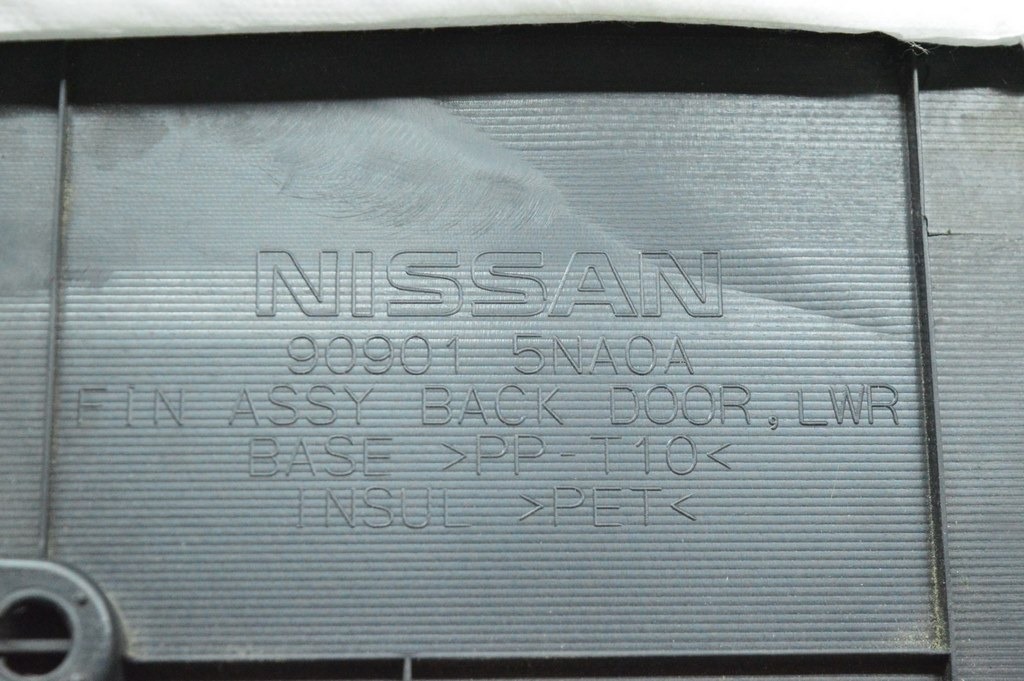 NISSAN
90901 5NA0A
FIN ASSY BACK DOOR, LWR
BASE >PP-T10<
INSUL >PET<